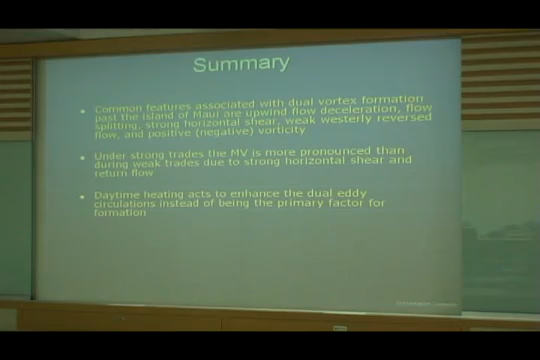 Summary
Common features associated with dual vortex formation
past the island of Maui are upwind flow deceleration, flow
splitting, strong horizontal shear, weak westerly reversed
flow, and positive (negative) vorticity
Under strong trades the MV is more pronounced than
during weak trades due to strong horizontal shear and
return flow
Daytime heating acts to enhance the dual eddy
circulations instead of being the primary factor for
formation